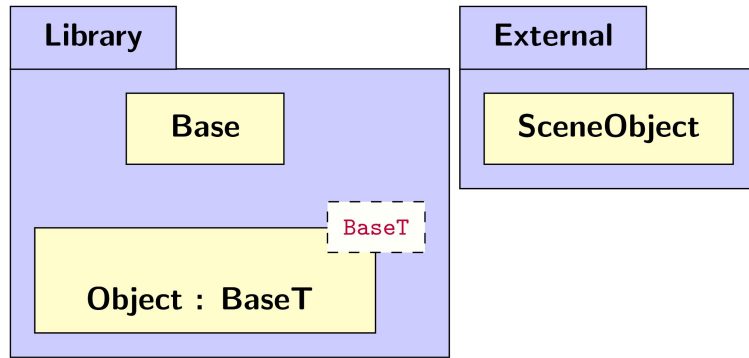 Library
Base
BaseT
Object : BaseT
External
SceneObject